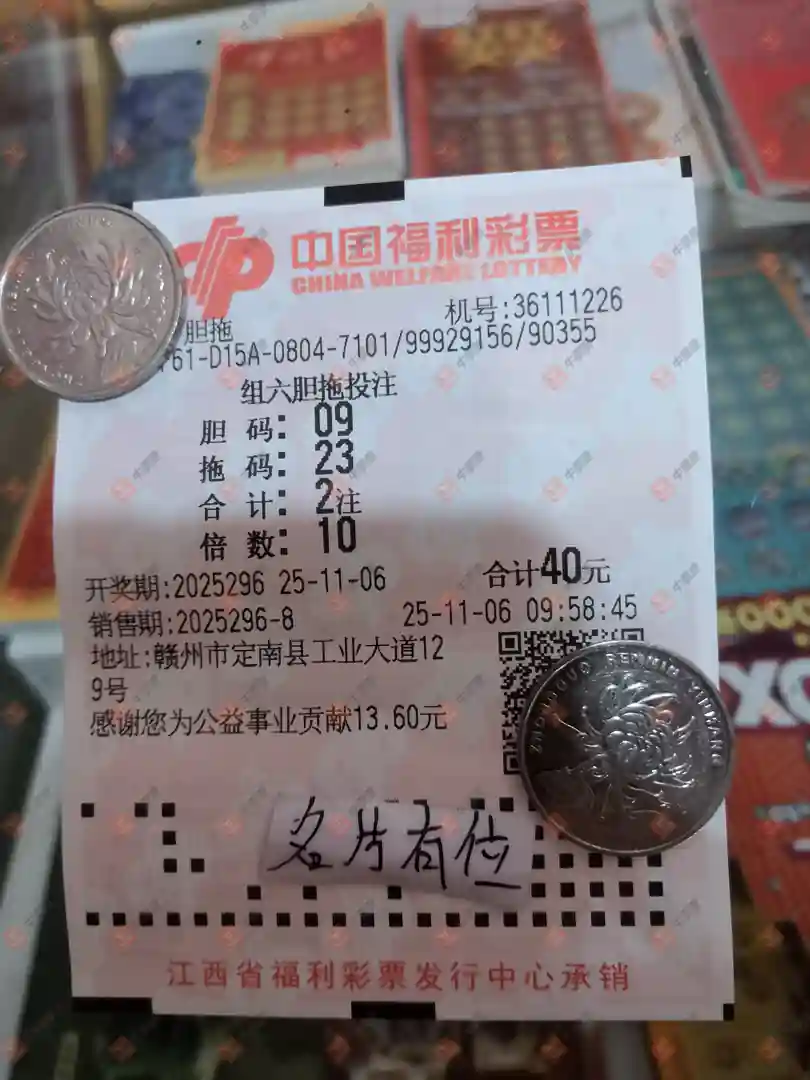 中国福利彩票
CHINA WELFARE LOTTERY
机号:36111226
胆拖
61-D15A-0804-7101/99929156/90355
组六胆拖投注
胆 码: 09
拖 码: 23
合 计: 2注
倍 数: 10
合计40元
开奖期:2025296 25-11-06
销售期:2025296-8 25-11-06 09:58:45
地址:赣州市定南县工业大道12
9号
感谢您为公益事业贡献13.60元
ZHONGGUO RENMIN YINHANG
名片有位
江西省福利彩票发行中心承销